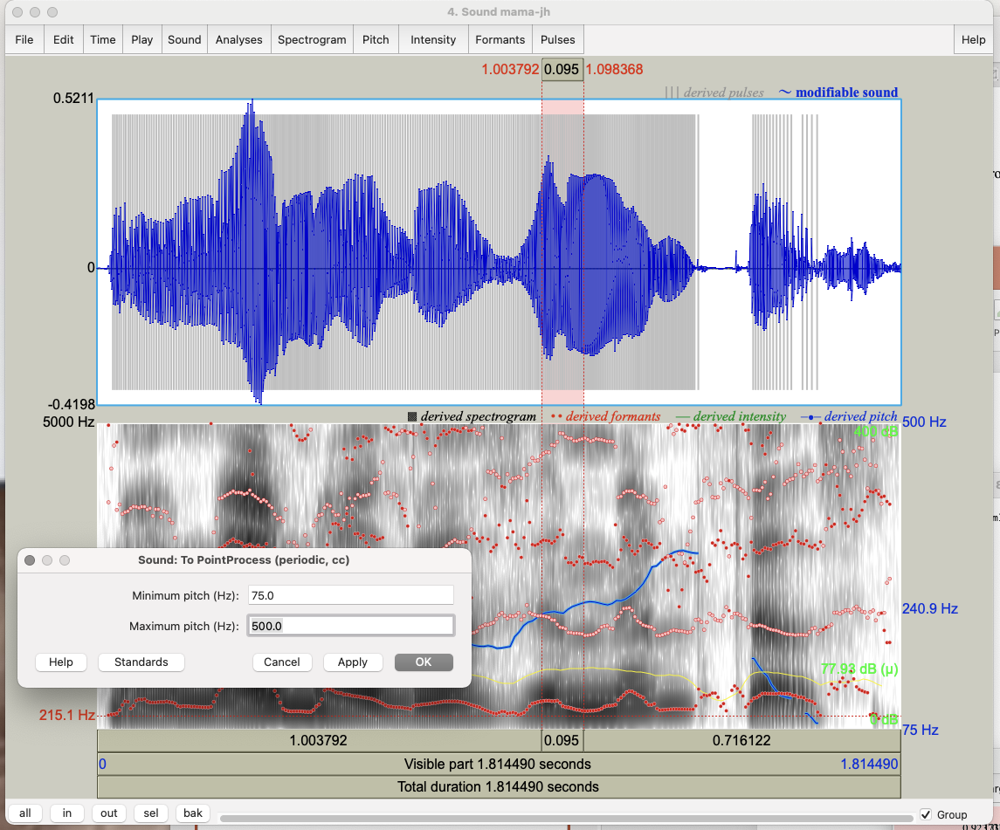 4. Sound mama-jh
File Edit Time Play Sound Analyses Spectrogram Pitch Intensity Formants Pulses Help
1.003792 0.095 1.098368
||| derived pulses ~ modifiable sound
0.5211
0
-0.4198
derived spectrogram derived formants derived intensity derived pitch
5000 Hz 500 Hz
400 dB
Sound: To PointProcess (periodic, cc)
Minimum pitch (Hz): 75.0
Maximum pitch (Hz): 500.0
Help Standards Cancel Apply OK
240.9 Hz
77.93 dB (µ)
215.1 Hz
0 dB
75 Hz
1.003792 0.095 0.716122
0 Visible part 1.814490 seconds 1.814490
Total duration 1.814490 seconds
all in out sel bak Group